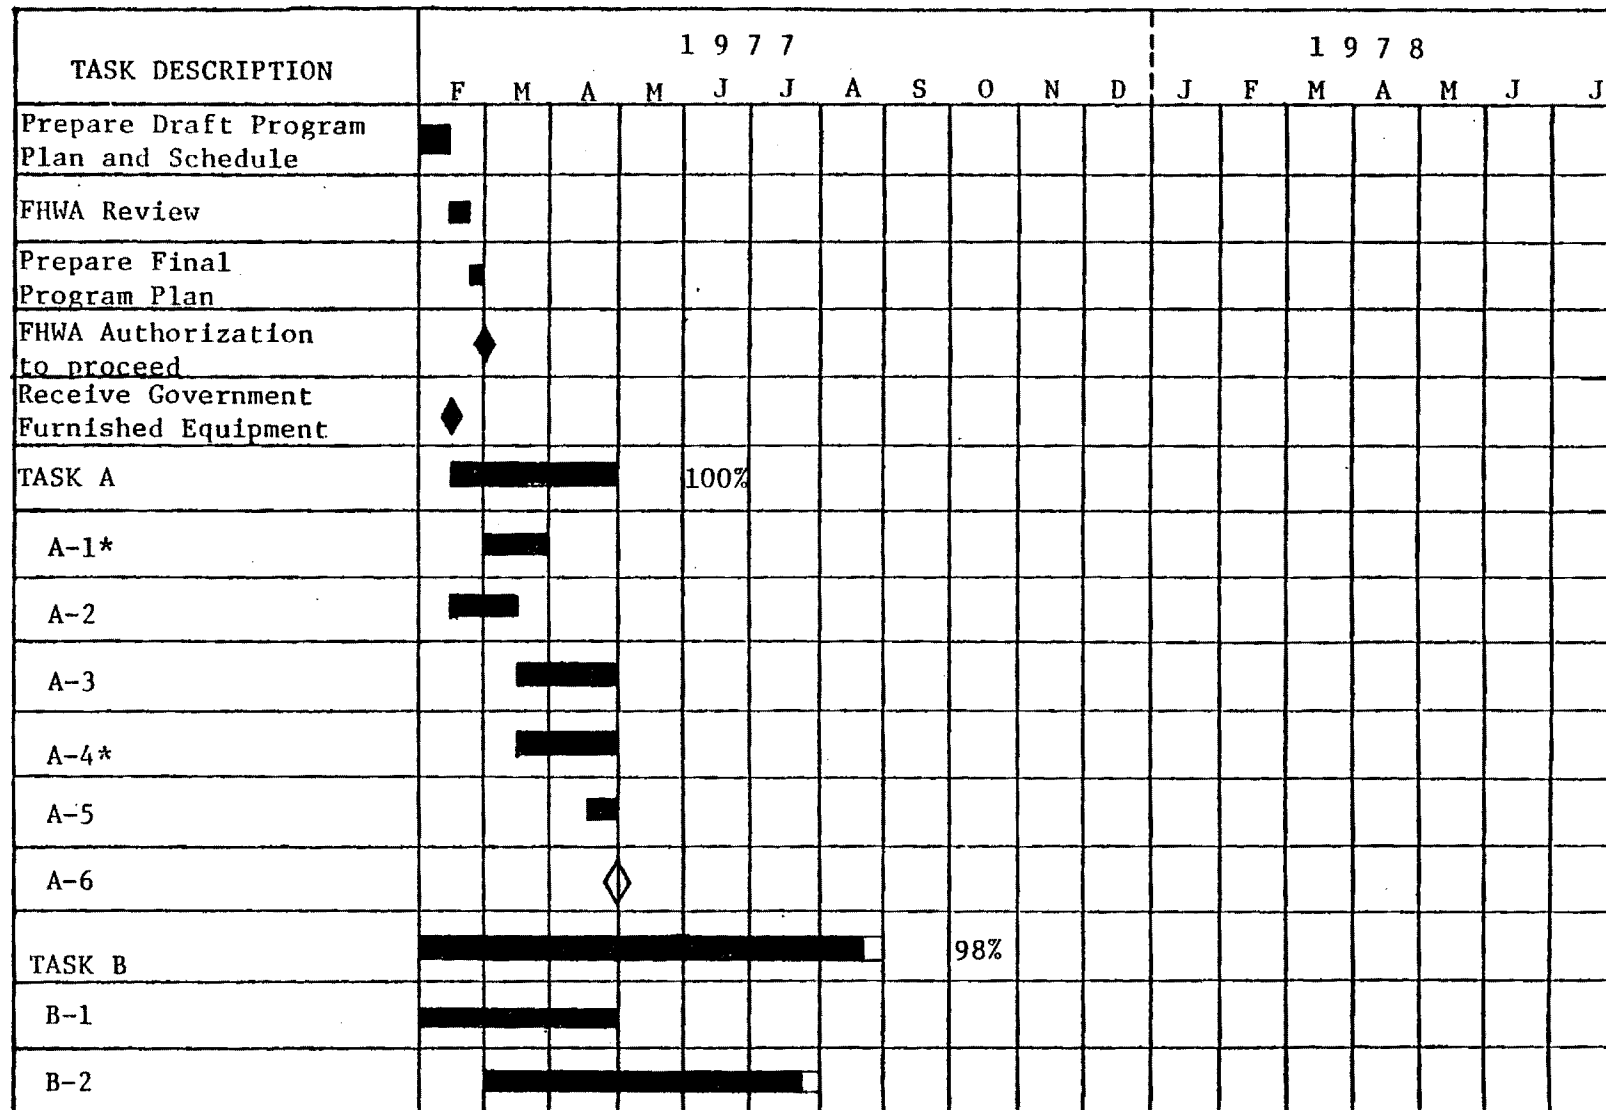 1 9 7 7
1 9 7 8
TASK DESCRIPTION
F M A M J J A S O N D J F M A M J J
Prepare Draft Program
Plan and Schedule
FHWA Review
Prepare Final
Program Plan
FHWA Authorization
to proceed
Receive Government
Furnished Equipment
TASK A
100%
A-1*
A-2
A-3
A-4*
A-5
A-6
TASK B
98%
B-1
B-2